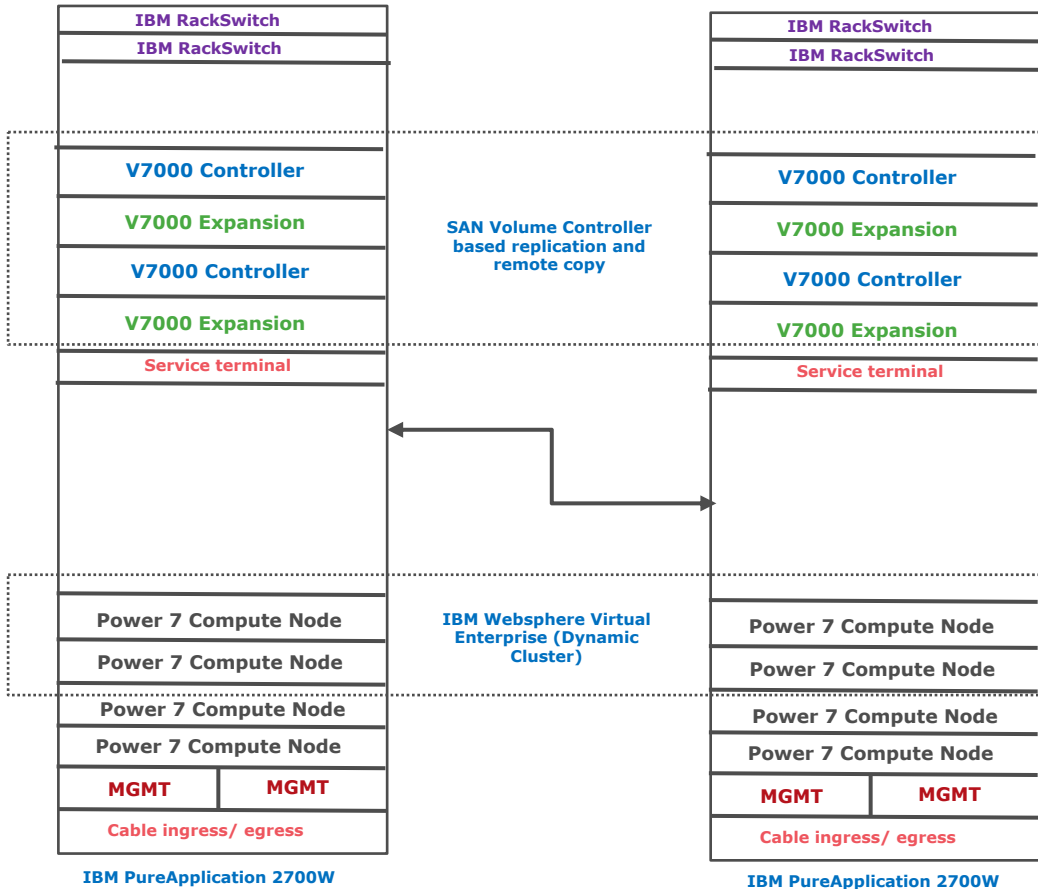 IBM RackSwitch
IBM RackSwitch
V7000 Controller
V7000 Expansion
V7000 Controller
V7000 Expansion
Service terminal
Power 7 Compute Node
Power 7 Compute Node
Power 7 Compute Node
Power 7 Compute Node
MGMT
MGMT
Cable ingress/ egress
IBM PureApplication 2700W
SAN Volume Controller
based replication and
remote copy
IBM Websphere Virtual
Enterprise (Dynamic
Cluster)
IBM RackSwitch
IBM RackSwitch
V7000 Controller
V7000 Expansion
V7000 Controller
V7000 Expansion
Service terminal
Power 7 Compute Node
Power 7 Compute Node
Power 7 Compute Node
Power 7 Compute Node
MGMT
MGMT
Cable ingress/ egress
IBM PureApplication 2700W